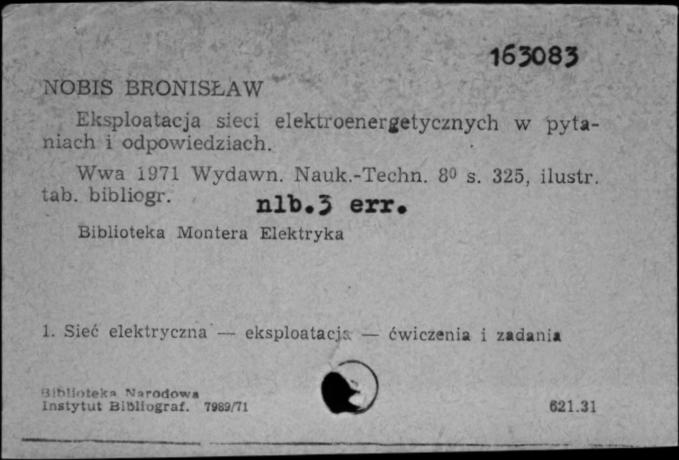 163083
NOBIS BRONISŁAW
Eksploatacja sieci elektroenergetycznych w pyta-
niach i odpowiedziach.
Wwa 1971 Wydawn. Nauk.-Techn. 8⁰ s. 325, ilustr.
tab. bibliogr. nlb.3 err.
Biblioteka Montera Elektryka
1. Sieć elektryczna — eksploatacja — ćwiczenia i zadania
Biblioteka Narodowa
Instytut Bibliograf. 7989/71 621.31